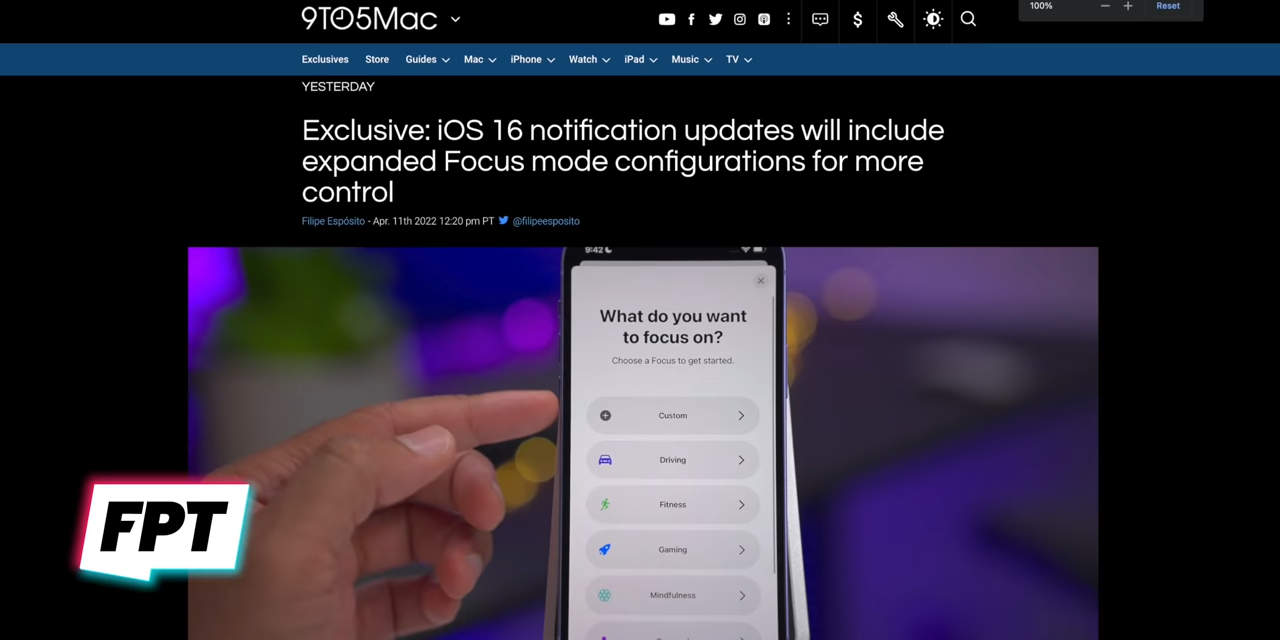 9TO5Mac
100%
Reset
Exclusives Store Guides Mac iPhone Watch iPad Music TV
YESTERDAY
Exclusive: iOS 16 notification updates will include
expanded Focus mode configurations for more
control
Filipe Espósito - Apr. 11th 2022 12:20 pm PT @filipeesposito
9:42
What do you want
to focus on?
Choose a Focus to get started.
Custom
Driving
Fitness
Gaming
Mindfulness
FPT